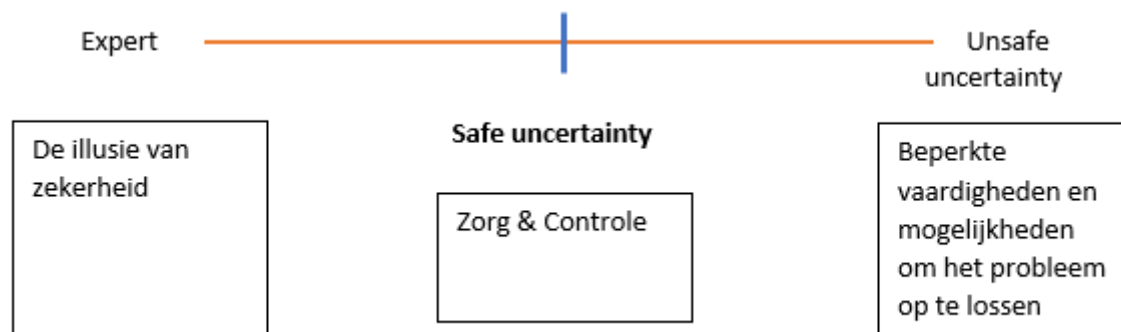 Expert
Unsafe
uncertainty
Safe uncertainty
De illusie van
zekerheid
Zorg & Controle
Beperkte
vaardigheden en
mogelijkheden
om het probleem
op te lossen